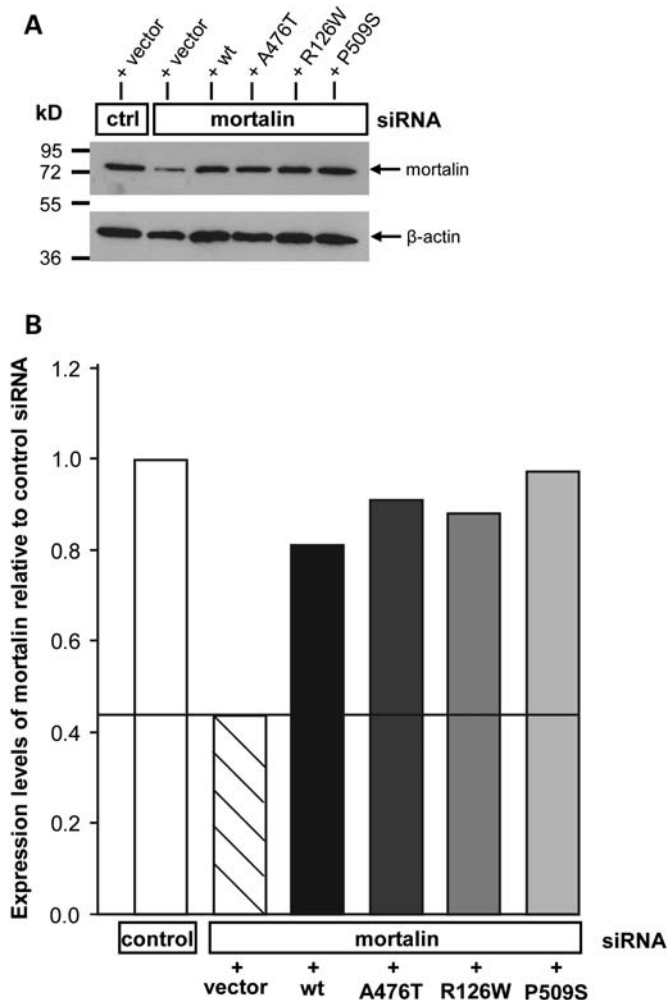 A
+ vector
+ vector
+ wt
+ A476T
+ R126W
+ P509S
kD
ctrl
mortalin
siRNA
95
72
mortalin
55
β-actin
36
B
Expression levels of mortalin relative to control siRNA
1.2
1.0
0.8
0.6
0.4
0.2
0.0
control
mortalin
siRNA
+ + + + +
vector wt A476T R126W P509S